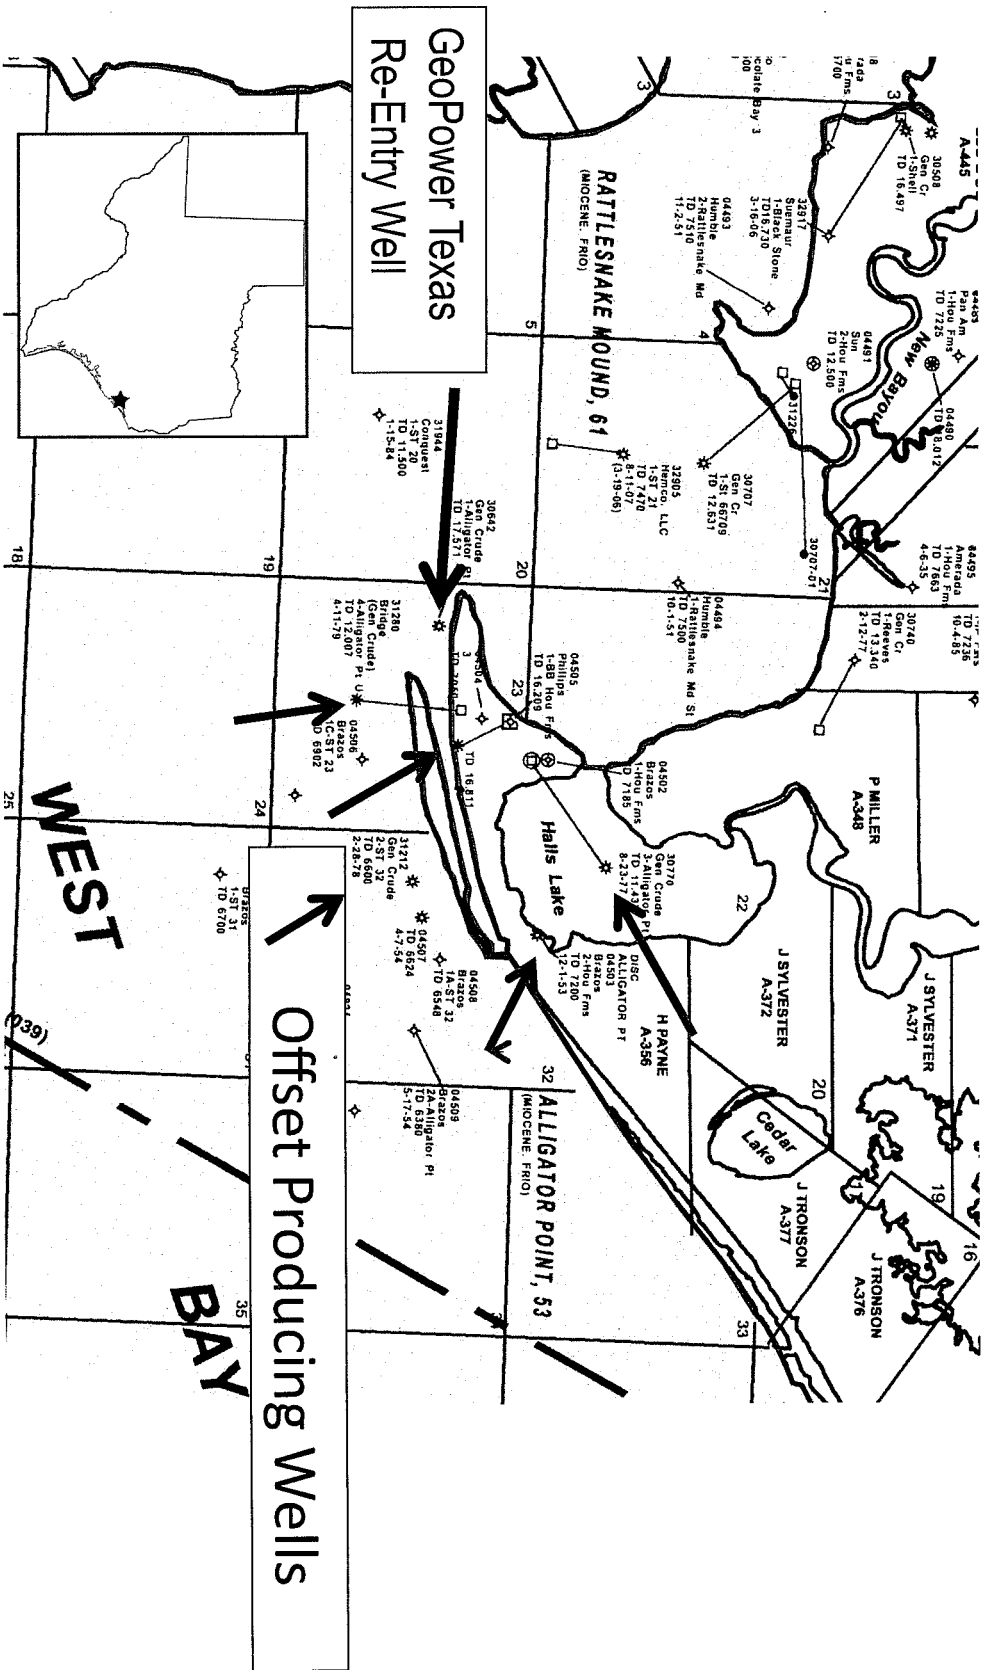 GeoPower Texas
Re-Entry Well
Offset Producing Wells
WEST
BAY
RATTLESNAKE MOUND, 61
(MIOCENE, FRIO)
ALLIGATOR POINT, 53
(MIOCENE, FRIO)
A-445
30508
Gen Cr
1-Shell
TD 16,497
32917
Suemaur
1-Black Stone
TD16,730
3-16-06
04493
Humble
2-Rattlesnake Md
TD 7510
11-2-51
Pan Am
1-Hou Fms
TD 7225
New Bayou
04491
Sun
2-Hou Fms
TD 12,500
04490
31226
30707
Gen Cr
1-St 66709
TD 12,631
30707-01
32905
Hemco, LLC
1-ST 21
TD 7470
8-11-07
(3-19-06)
Amerada
1-Hou Fms
TD 7663
4-6-35
TD 7236
10-4-85
30740
Gen Cr
1-Reeves
TD 13,340
2-12-77
04494
Humble
1-Rattlesnake Md St
TD 7500
10-1-51
31944
Conquest
1-ST 20
TD 11,500
1-15-84
30642
Gen Crude
TD 17,571
31280
Bridge
(Gen Crude)
4-Alligator Pt U
TD 12,007
4-11-79
04505
Phillips
1-BB Hou Fms
TD 16,209
TD 16,811
04506
Brazos
1C-ST 23
TD 6902
04502
Brazos
1-Hou Fms
TD 7185
Halls Lake
30770
Gen Crude
3-Alligator Pt
8-23-77
DISC
ALLIGATOR PT
04503
Brazos
2-Hou Fms
TD 7200
12-1-53
31212
Gen Crude
2-ST 32
TD 6600
2-28-78
04507
TD 6624
4-7-54
04508
Brazos
1A-ST 32
TD 6548
04509
Brazos
2A-Alligator Pt
TD 6380
5-17-54
Brazos
1-ST 31
TD 6700
P MILLER
A-348
J SYLVESTER
A-372
J SYLVESTER
A-371
H PAYNE
A-356
Cedar
Lake
J TRONSON
A-377
J TRONSON
A-376
(039)
3
3
4
5
16
18
19
19
20
20
21
22
23
24
25
32
33
35